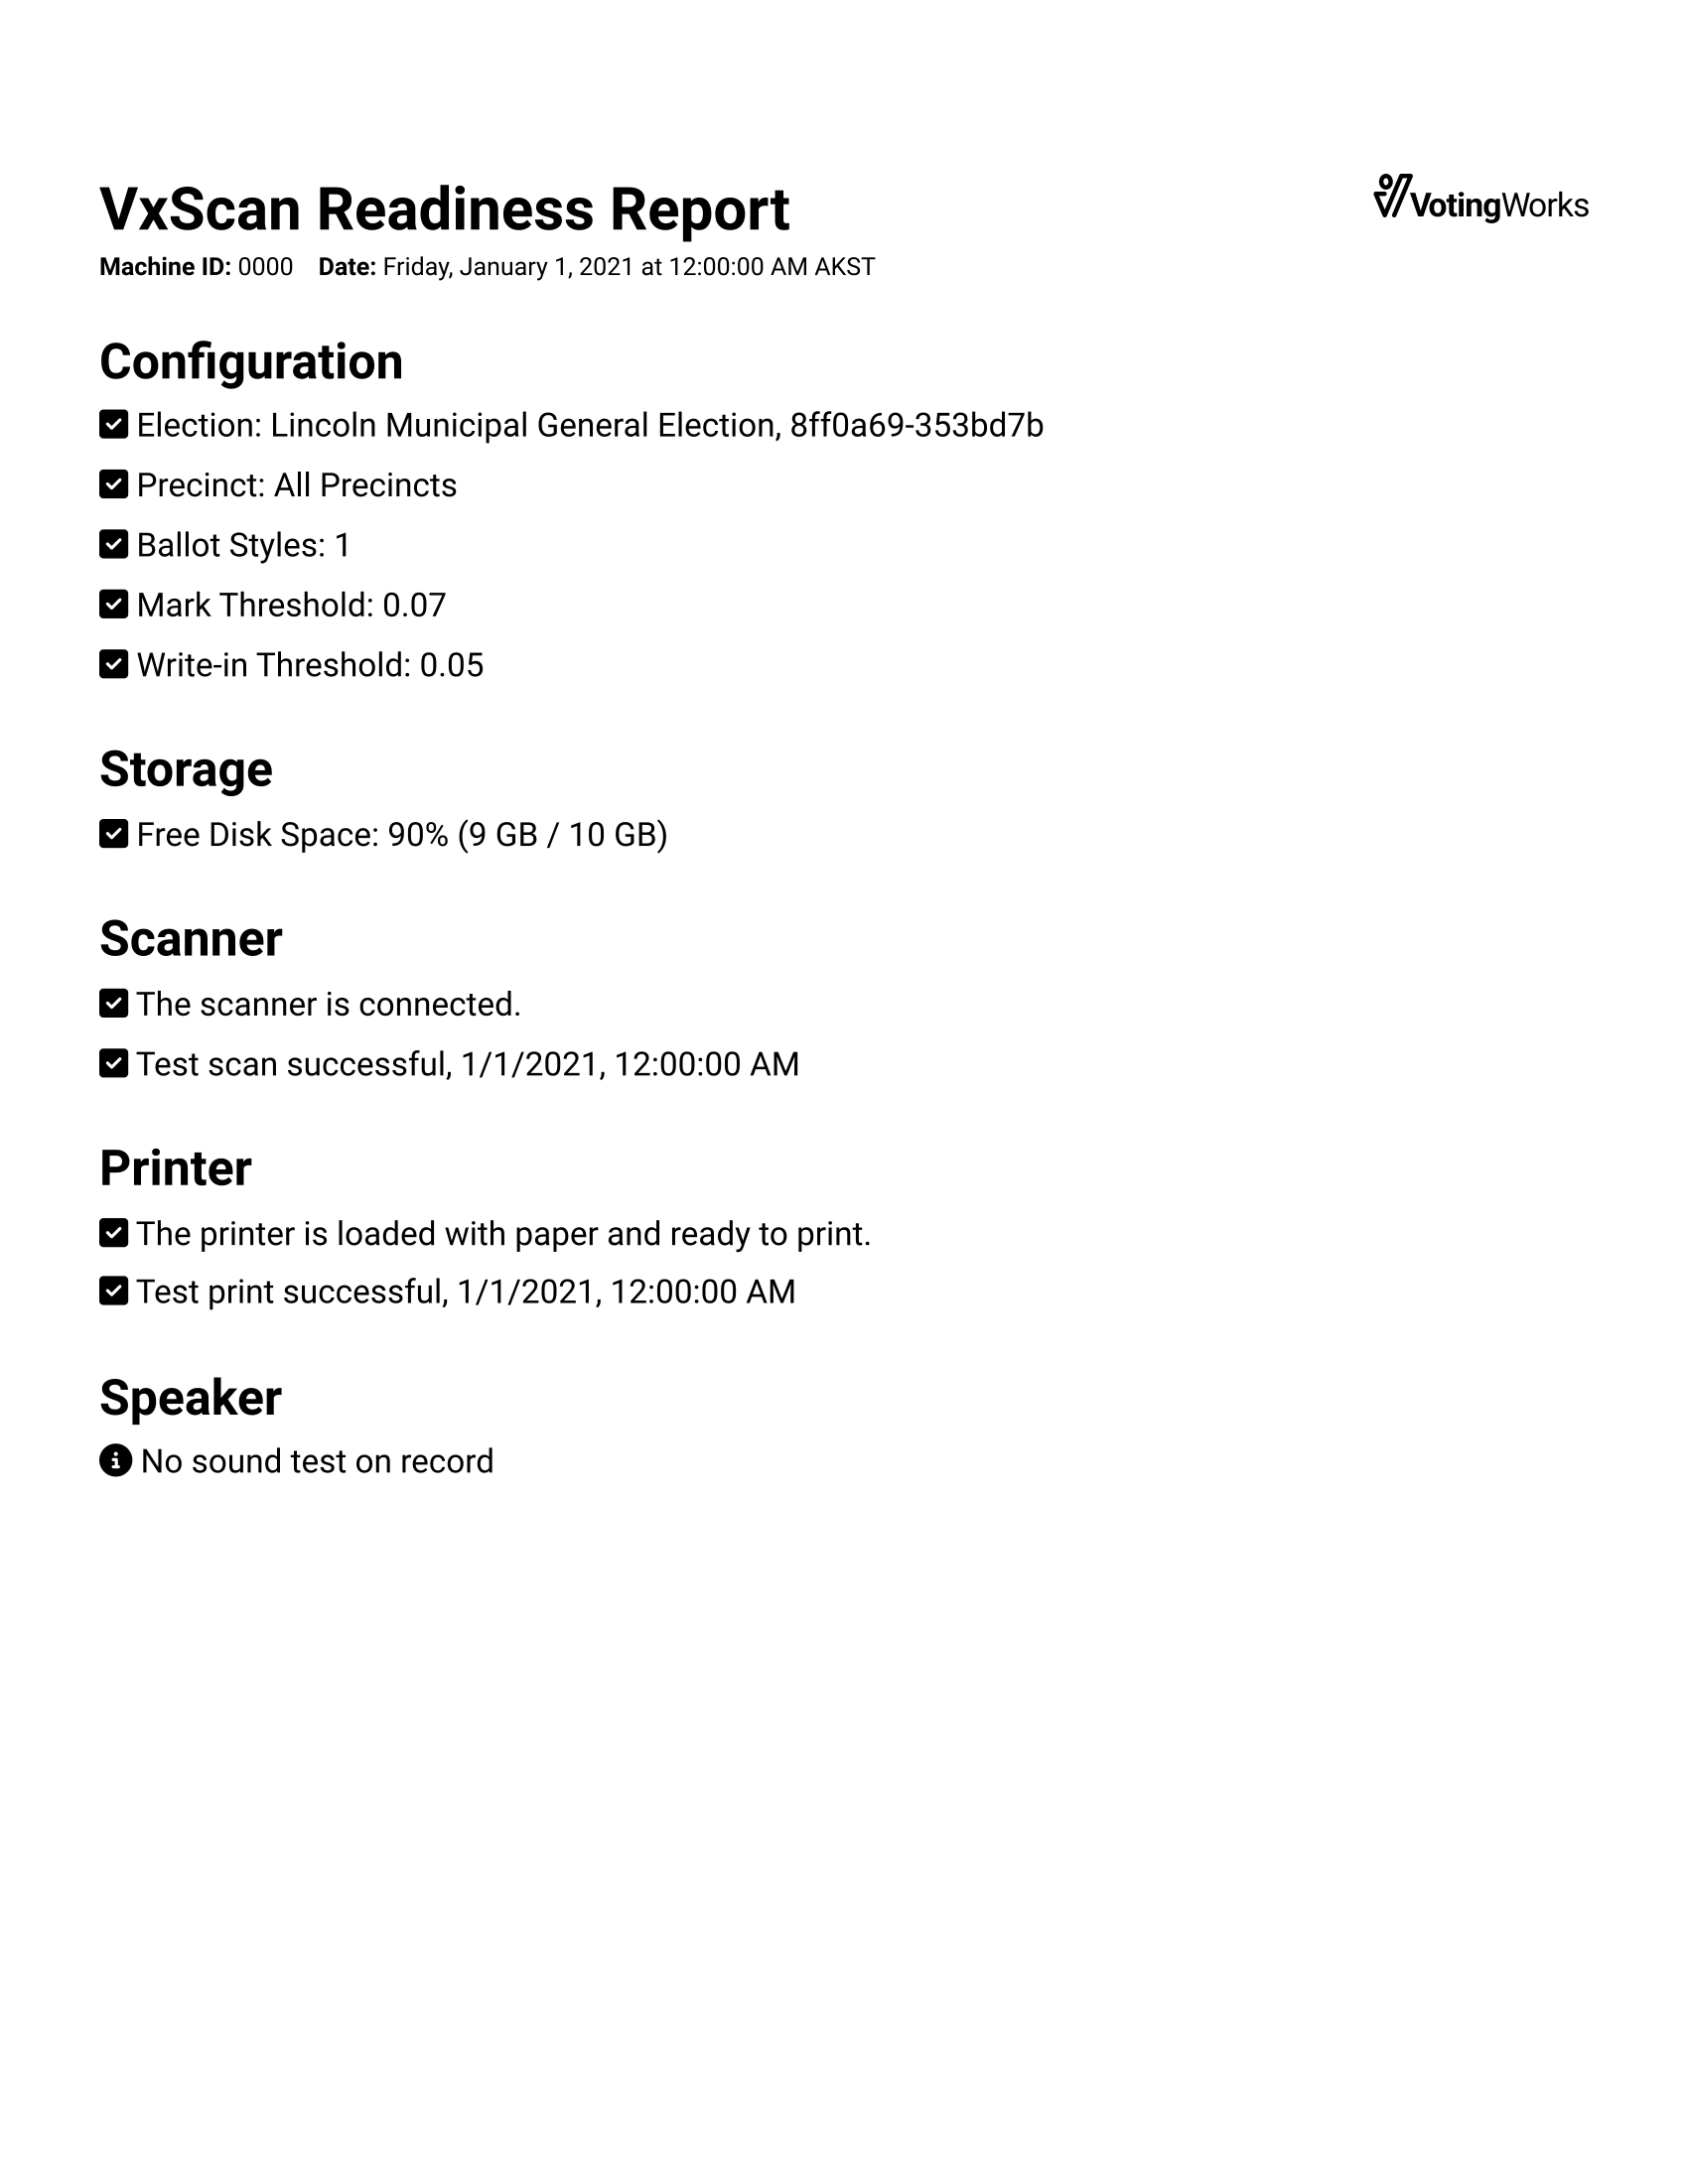 VxScan Readiness Report
VotingWorks
Machine ID: 0000 Date: Friday, January 1, 2021 at 12:00:00 AM AKST
Configuration
Election: Lincoln Municipal General Election, 8ff0a69-353bd7b
Precinct: All Precincts
Ballot Styles: 1
Mark Threshold: 0.07
Write-in Threshold: 0.05
Storage
Free Disk Space: 90% (9 GB / 10 GB)
Scanner
The scanner is connected.
Test scan successful, 1/1/2021, 12:00:00 AM
Printer
The printer is loaded with paper and ready to print.
Test print successful, 1/1/2021, 12:00:00 AM
Speaker
No sound test on record